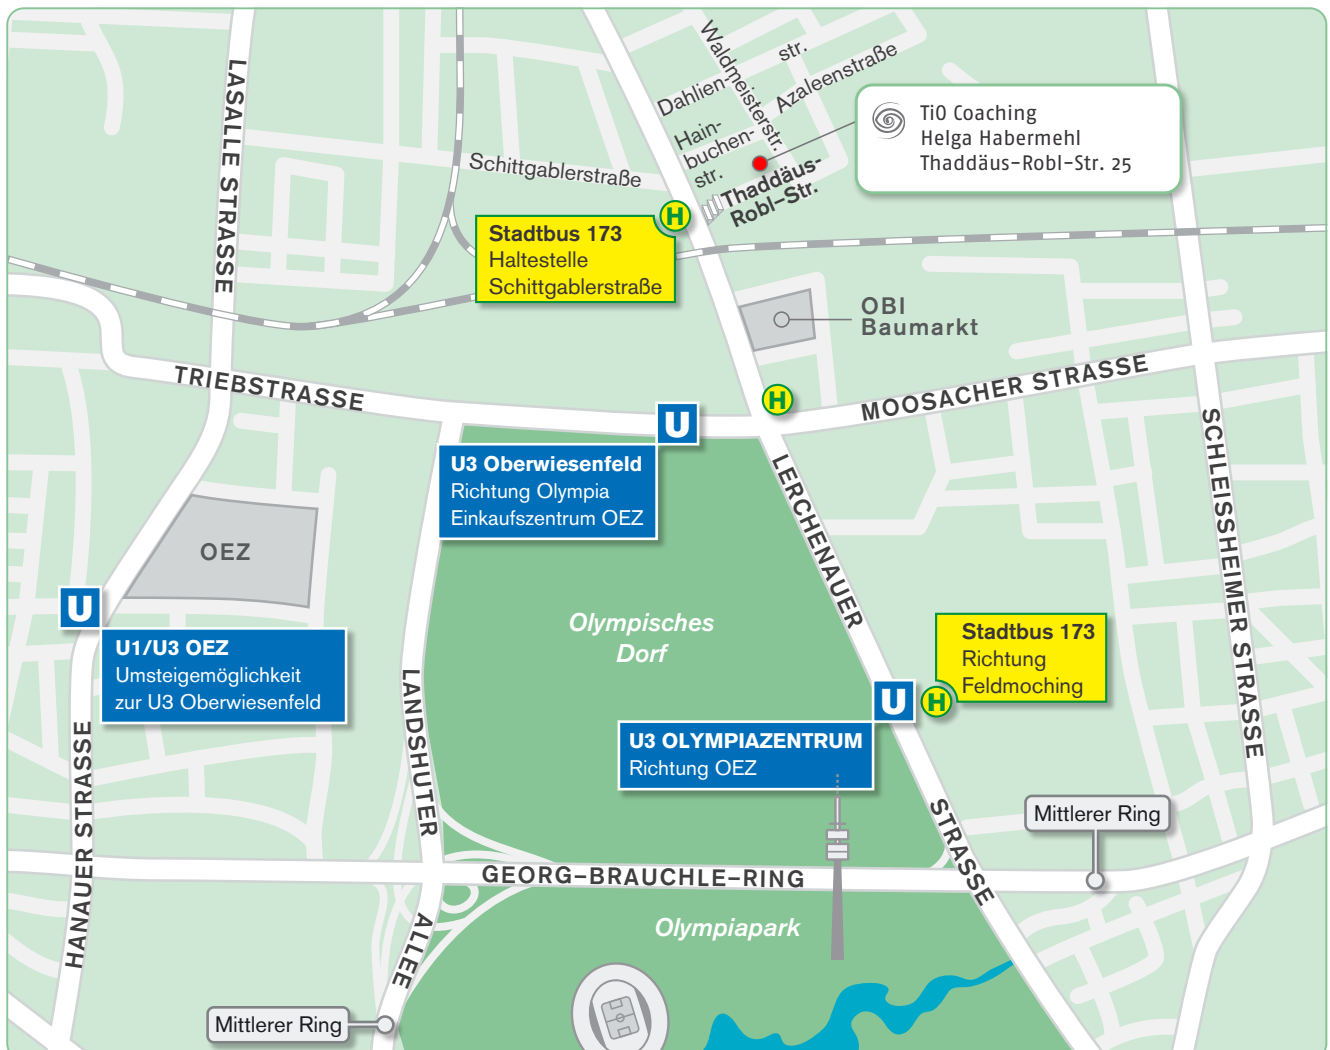 LASALLE STRASSE
Waldmeisterstr.
Dahlien-
str.
Azaleenstraße
Hain-
buchen-
str.
Thaddäus-
Robl-Str.
Schittgablerstraße
TiO Coaching
Helga Habermehl
Thaddäus-Robl-Str. 25
H
Stadtbus 173
Haltestelle
Schittgablerstraße
OBI
Baumarkt
TRIEBSTRASSE
H
MOOSACHER STRASSE
U
U3 Oberwiesenfeld
Richtung Olympia
Einkaufszentrum OEZ
LERCHENAUER
STRASSE
SCHLEISSHEIMER STRASSE
OEZ
U
U1/U3 OEZ
Umsteigemöglichkeit
zur U3 Oberwiesenfeld
Olympisches
Dorf
Stadtbus 173
Richtung
Feldmoching
H
U
U3 OLYMPIAZENTRUM
Richtung OEZ
LANDSHUTER
ALLEE
HANAUER STRASSE
Mittlerer Ring
GEORG-BRAUCHLE-RING
Olympiapark
Mittlerer Ring